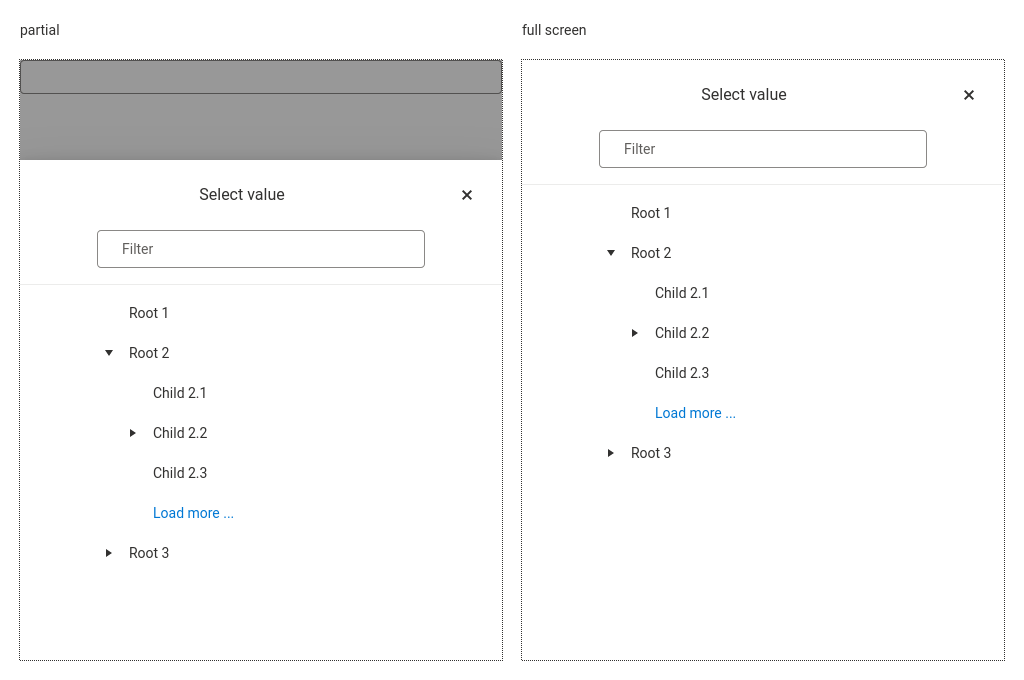 partial
Select value
Filter
Root 1
Root 2
Child 2.1
Child 2.2
Child 2.3
Load more ...
Root 3
full screen
Select value
Filter
Root 1
Root 2
Child 2.1
Child 2.2
Child 2.3
Load more ...
Root 3